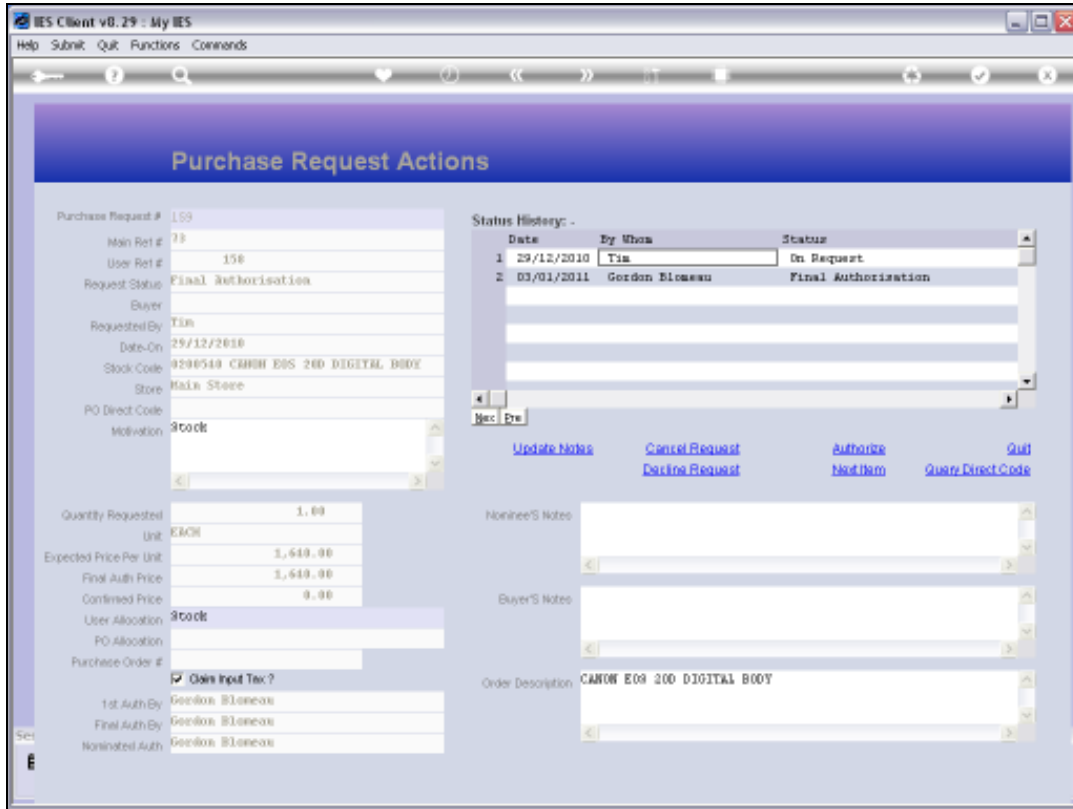 IES Client v8.29 : My IES
Help Submit Quit Functions Commands
Purchase Request Actions
Purchase Request # 159
Main Ref # 73
User Ref # 158
Request Status Final Authorisation
Buyer
Requested By Tim
Date-On 29/12/2010
Stock Code 0200540 CANON EOS 20D DIGITAL BODY
Store Main Store
PO Direct Code
Motivation Stock
Quantity Requested 1.00
Unit EACH
Expected Price Per Unit 1,640.00
Final Auth Price 1,640.00
Confirmed Price 0.00
User Allocation Stock
PO Allocation
Purchase Order #
Claim Input Tax ?
1st Auth By Gordon Blomeau
Final Auth By Gordon Blomeau
Nominated Auth Gordon Blomeau
Status History: -
Date By Whom Status
1 29/12/2010 Tim On Request
2 03/01/2011 Gordon Blomeau Final Authorisation
Nex Pre
Update Notes Cancel Request Authorize Quit
Decline Request Next Item Query Direct Code
Nominee'S Notes
Buyer'S Notes
Order Description CANON EOS 20D DIGITAL BODY